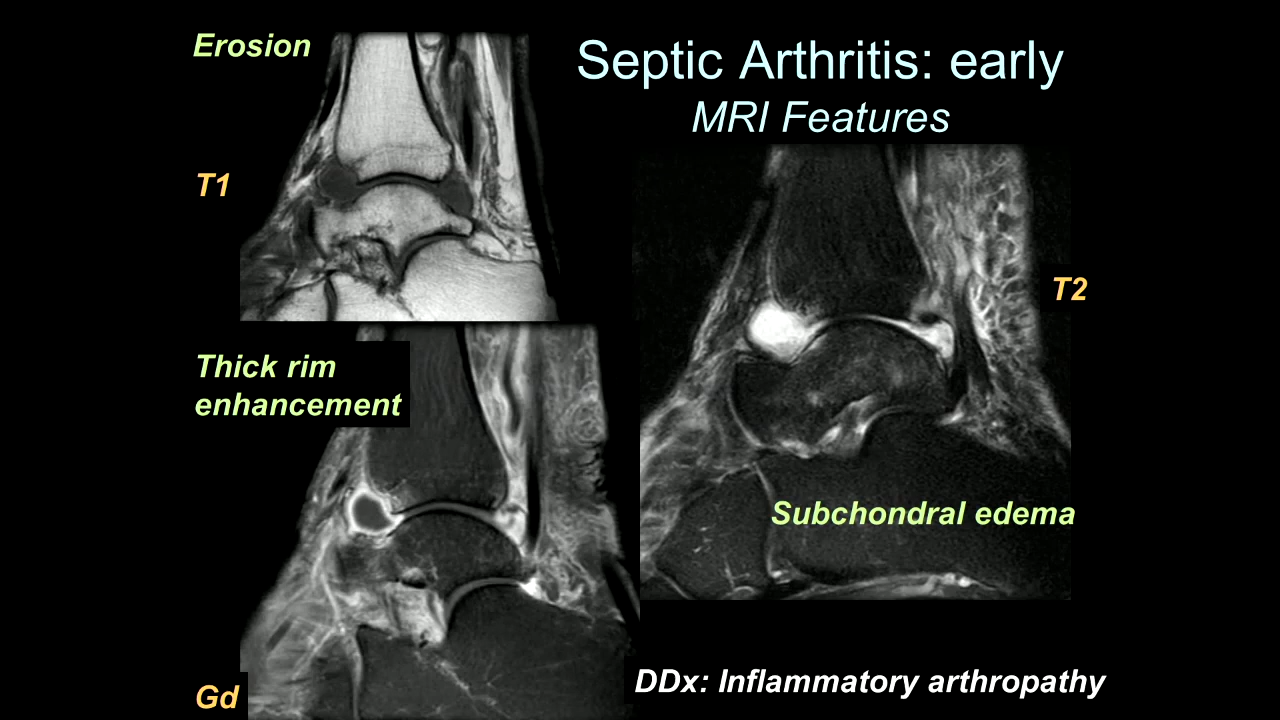 Erosion
Septic Arthritis: early
MRI Features
T1
T2
Thick rim
enhancement
Subchondral edema
Gd
DDx: Inflammatory arthropathy